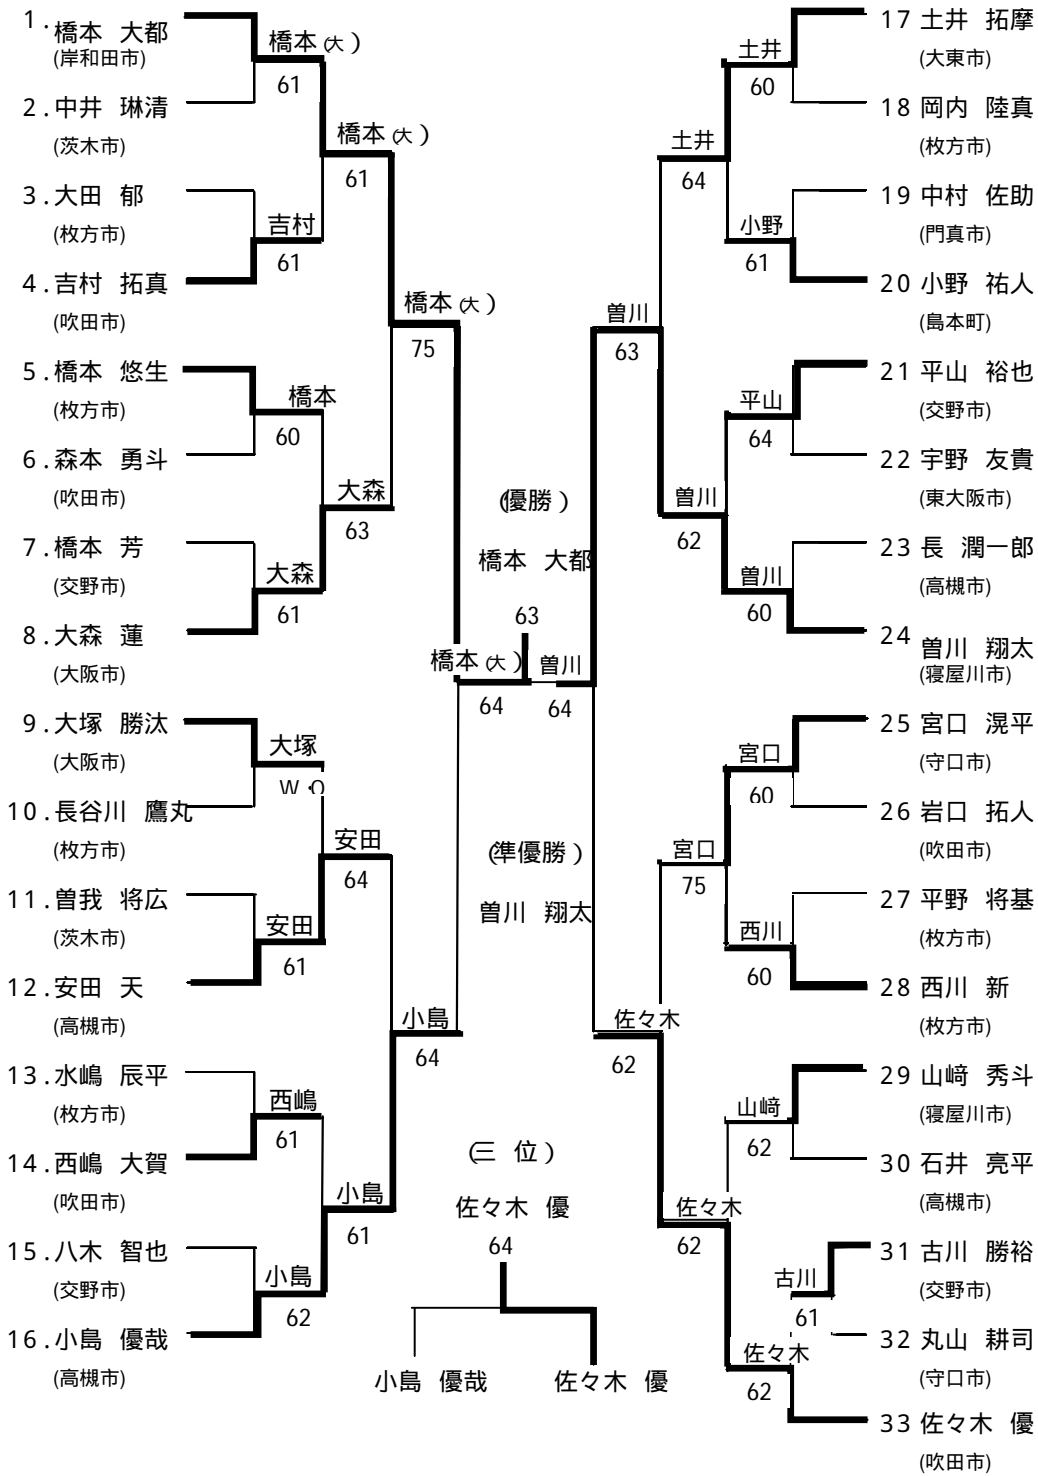 1. 橋本 大都
(岸和田市)
2. 中井 琳清
(茨木市)
3. 大田 郁
(枚方市)
4. 吉村 拓真
(吹田市)
5. 橋本 悠生
(枚方市)
6. 森本 勇斗
(吹田市)
7. 橋本 芳
(交野市)
8. 大森 蓮
(大阪市)
9. 大塚 勝汰
(大阪市)
10. 長谷川 鷹丸
(枚方市)
11. 曽我 将広
(茨木市)
12. 安田 天
(高槻市)
13. 水嶋 辰平
(枚方市)
14. 西嶋 大賀
(吹田市)
15. 八木 智也
(交野市)
16. 小島 優哉
(高槻市)
橋本(大)
61
吉村
61
橋本
60
大森
61
大塚
W.O
安田
61
西嶋
61
小島
62
橋本(大)
61
大森
63
安田
64
小島
61
橋本(大)
75
小島
64
橋本(大)
64
(優勝)
橋本 大都
63
(準優勝)
曽川 翔太
(三 位)
佐々木 優
64
小島 優哉
佐々木 優
曽川
64
曽川
63
佐々木
62
土井
64
曽川
62
宮口
75
佐々木
62
土井
60
小野
61
平山
64
曽川
60
宮口
60
西川
60
山﨑
62
古川
61
佐々木
62
17 土井 拓摩
(大東市)
18 岡内 陸真
(枚方市)
19 中村 佐助
(門真市)
20 小野 祐人
(島本町)
21 平山 裕也
(交野市)
22 宇野 友貴
(東大阪市)
23 長 潤一郎
(高槻市)
24 曽川 翔太
(寝屋川市)
25 宮口 滉平
(守口市)
26 岩口 拓人
(吹田市)
27 平野 将基
(枚方市)
28 西川 新
(枚方市)
29 山﨑 秀斗
(寝屋川市)
30 石井 亮平
(高槻市)
31 古川 勝裕
(交野市)
32 丸山 耕司
(守口市)
33 佐々木 優
(吹田市)